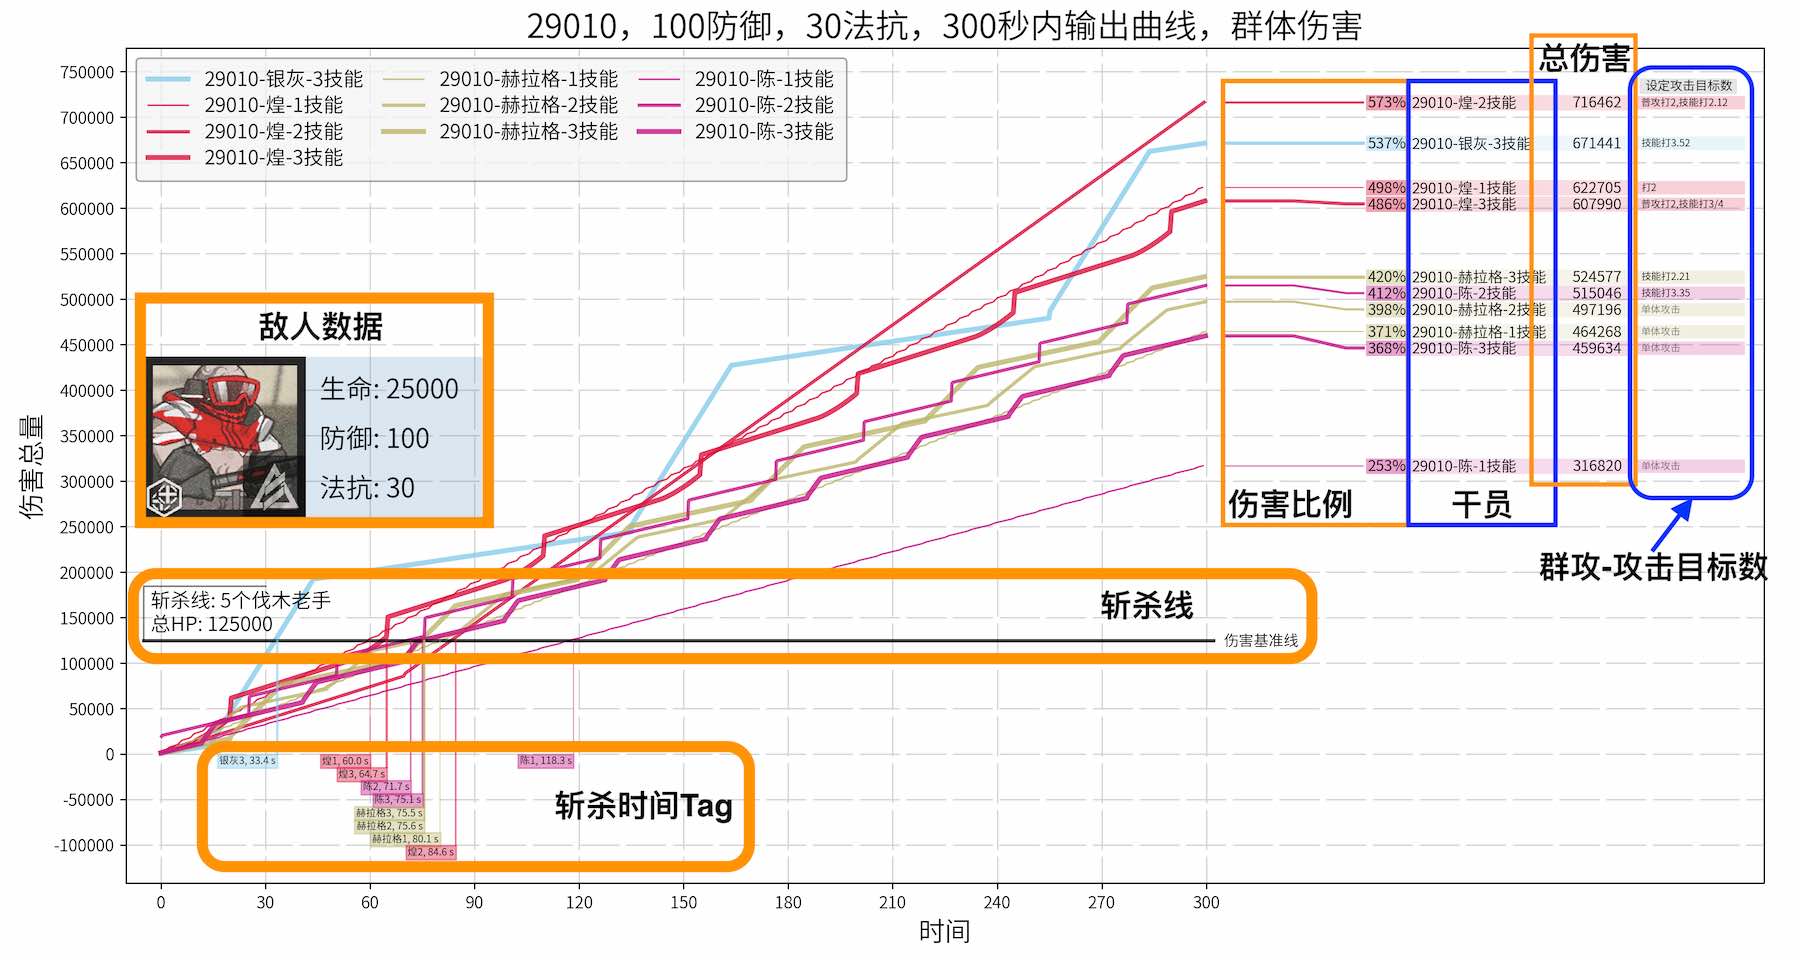 29010，100防御，30法抗，300秒内输出曲线，群体伤害
29010-银灰-3技能
29010-煌-1技能
29010-煌-2技能
29010-煌-3技能
29010-赫拉格-1技能
29010-赫拉格-2技能
29010-赫拉格-3技能
29010-陈-1技能
29010-陈-2技能
29010-陈-3技能
总伤害
设定攻击目标数
573% 29010-煌-2技能 716462 普攻打2,技能打2.12
537% 29010-银灰-3技能 671441 技能打3.52
498% 29010-煌-1技能 622705 打2
486% 29010-煌-3技能 607990 普攻打2,技能打3/4
420% 29010-赫拉格-3技能 524577 技能打2.21
412% 29010-陈-2技能 515046 技能打3.35
398% 29010-赫拉格-2技能 497196 单体攻击
371% 29010-赫拉格-1技能 464268 单体攻击
368% 29010-陈-3技能 459634 单体攻击
253% 29010-陈-1技能 316820 单体攻击
伤害比例
干员
群攻-攻击目标数
敌人数据
生命: 25000
防御: 100
法抗: 30
斩杀线: 5个伐木老手
总HP: 125000
斩杀线
伤害基准线
银灰3, 33.4 s
煌1, 60.0 s
陈1, 118.3 s
煌3, 64.7 s
陈2, 71.7 s
陈3, 75.1 s
赫拉格3, 75.5 s
赫拉格2, 75.6 s
赫拉格1, 80.1 s
煌2, 84.6 s
斩杀时间Tag
伤害总量
750000
700000
650000
600000
550000
500000
450000
400000
350000
300000
250000
200000
150000
100000
50000
0
-50000
-100000
0 30 60 90 120 150 180 210 240 270 300
时间